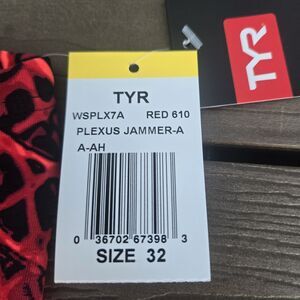 TYR
TYR
WSPLX7A RED 610
PLEXUS JAMMER-A
A-AH
0 36702 67398 3
SIZE 32